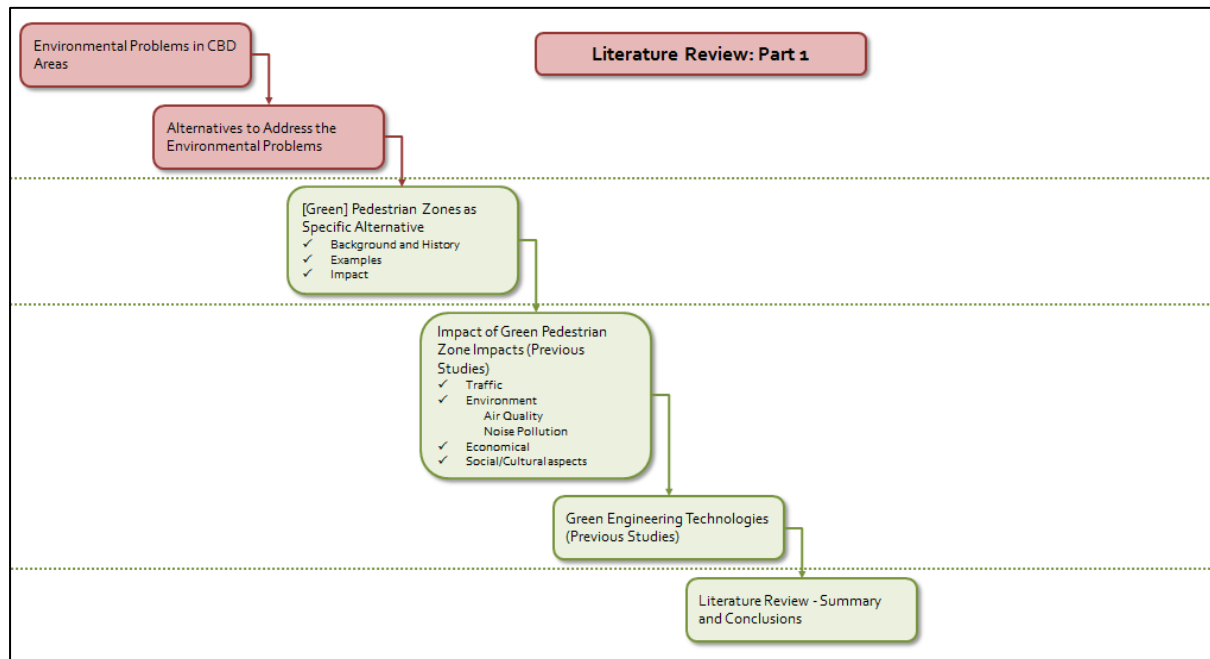 Environmental Problems in CBD
Areas
Literature Review: Part 1
Alternatives to Address the
Environmental Problems
[Green] Pedestrian Zones as
Specific Alternative
✓ Background and History
✓ Examples
✓ Impact
Impact of Green Pedestrian
Zone Impacts (Previous
Studies)
✓ Traffic
✓ Environment
Air Quality
Noise Pollution
✓ Economical
✓ Social/Cultural aspects
Green Engineering Technologies
(Previous Studies)
Literature Review - Summary
and Conclusions